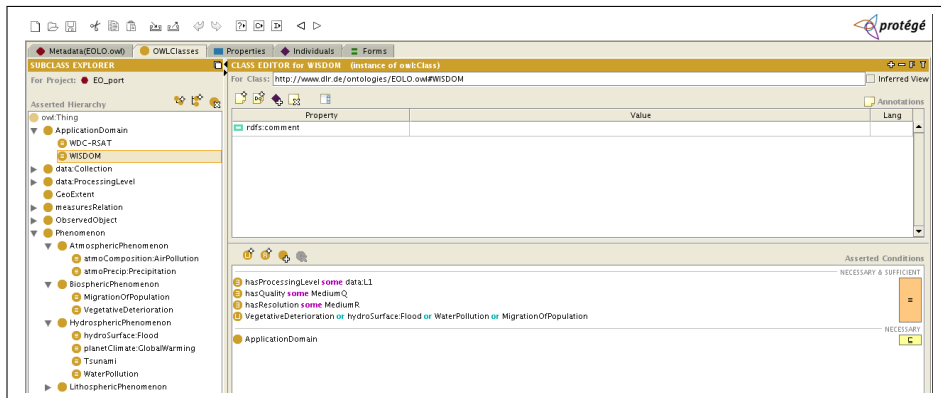 protégé
Metadata(EOLO.owl) OWLClasses Properties Individuals Forms
SUBCLASS EXPLORER
For Project: EO_port
Asserted Hierarchy
owl:Thing
ApplicationDomain
WDC-RSAT
WISDOM
data:Collection
data:ProcessingLevel
GeoExtent
measuresRelation
ObservedObject
Phenomenon
AtmosphericPhenomenon
atmoComposition:AirPollution
atmoPrecip:Precipitation
BiosphericPhenomenon
MigrationOfPopulation
VegetativeDeterioration
HydrosphericPhenomenon
hydroSurface:Flood
planetClimate:GlobalWarming
Tsunami
WaterPollution
LithosphericPhenomenon
CLASS EDITOR for WISDOM (instance of owl:Class)
For Class: http://www.dlr.de/ontologies/EOLO.owl#WISDOM Inferred View
Annotations
Property Value Lang
rdfs:comment
Asserted Conditions
NECESSARY & SUFFICIENT
hasProcessingLevel some data:L1
hasQuality some MediumQ
hasResolution some MediumR
VegetativeDeterioration or hydroSurface:Flood or WaterPollution or MigrationOfPopulation
NECESSARY
ApplicationDomain